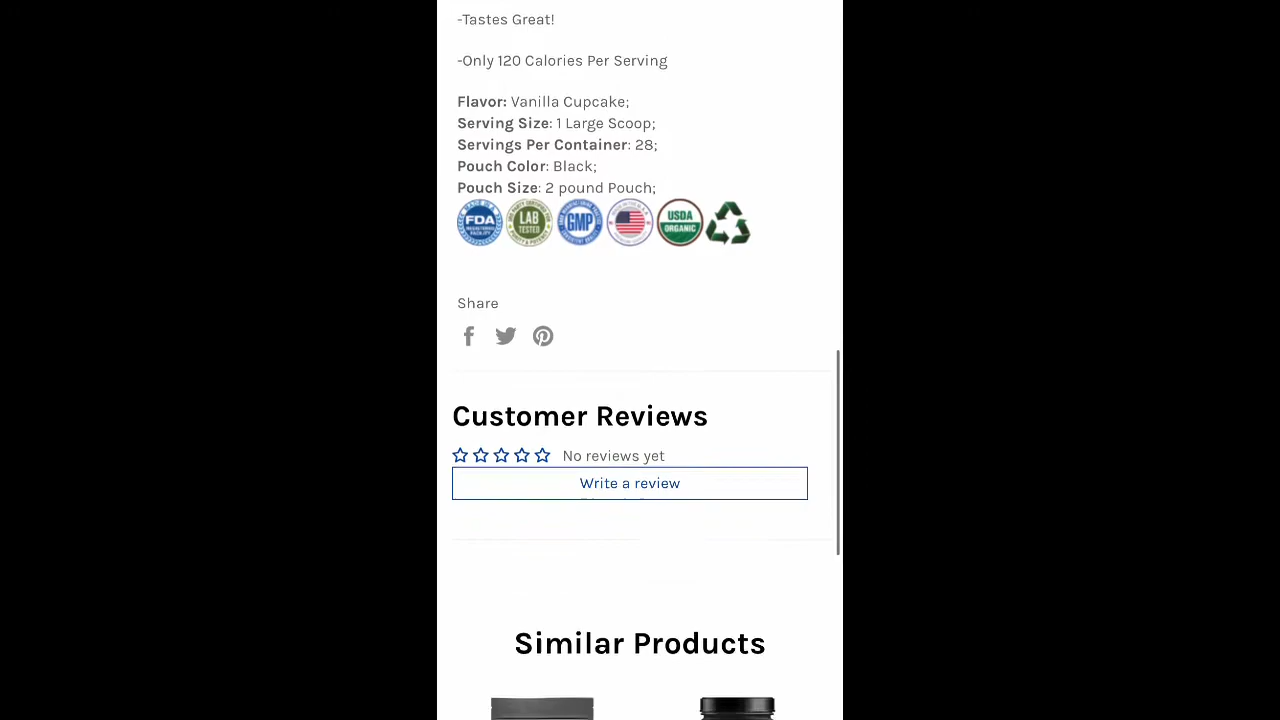 -Tastes Great!
-Only 120 Calories Per Serving
Flavor: Vanilla Cupcake;
Serving Size: 1 Large Scoop;
Servings Per Container: 28;
Pouch Color: Black;
Pouch Size: 2 pound Pouch;
FDA
LAB
TESTED
GMP
USDA
ORGANIC
Share
Customer Reviews
No reviews yet
Write a review
Similar Products